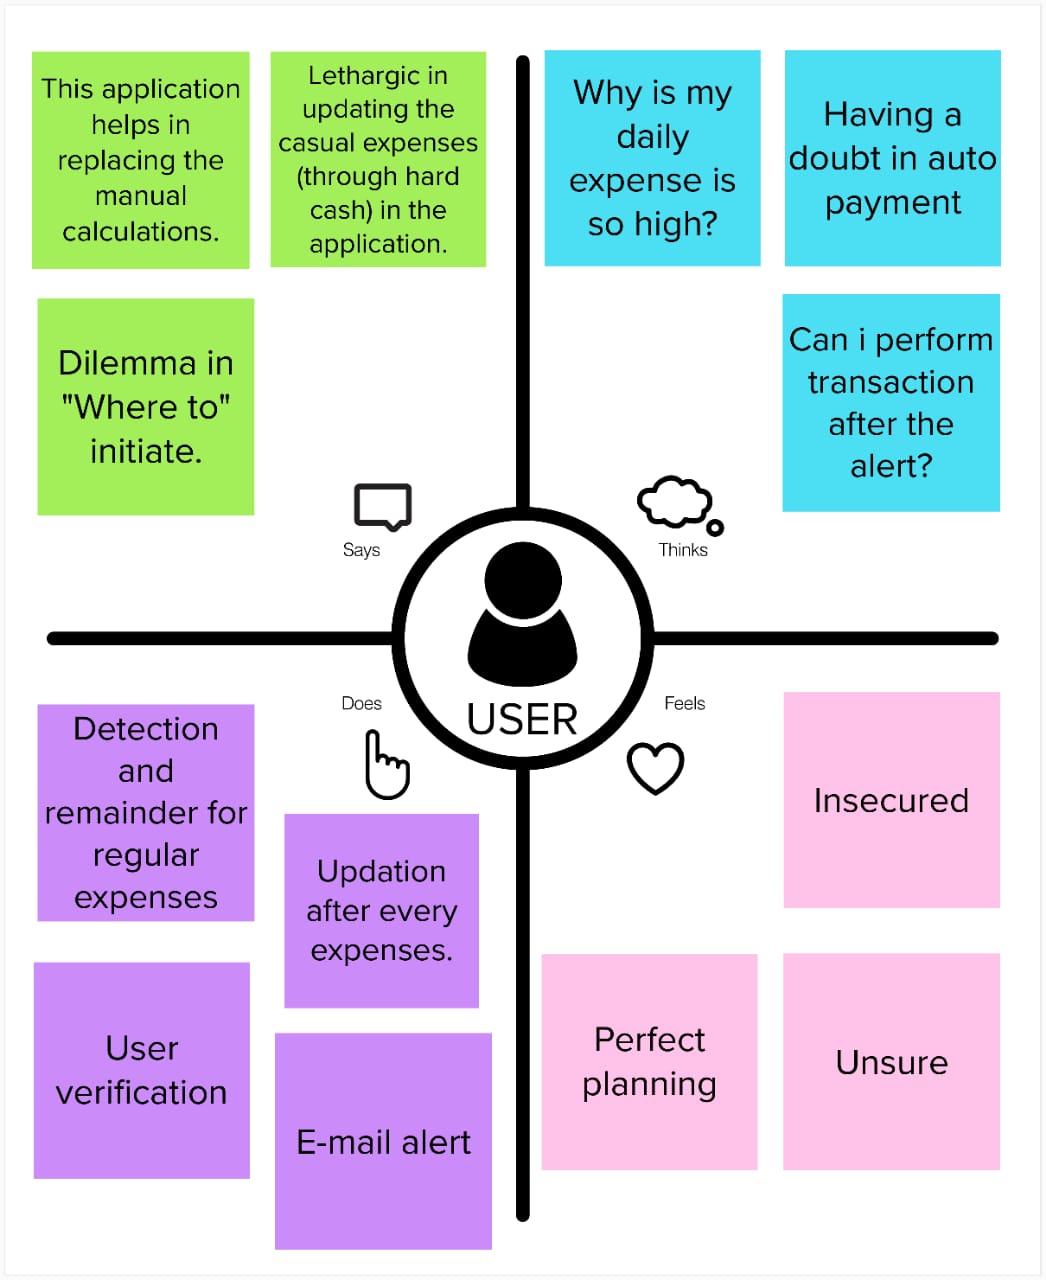 This application
helps in
replacing the
manual
calculations.
Lethargic in
updating the
casual expenses
(through hard
cash) in the
application.
Dilemma in
"Where to"
initiate.
Says
Why is my
daily
expense is
so high?
Having a
doubt in auto
payment
Can i perform
transaction
after the
alert?
Thinks
USER
Does
Detection
and
remainder for
regular
expenses
Updation
after every
expenses.
User
verification
E-mail alert
Feels
Insecured
Perfect
planning
Unsure